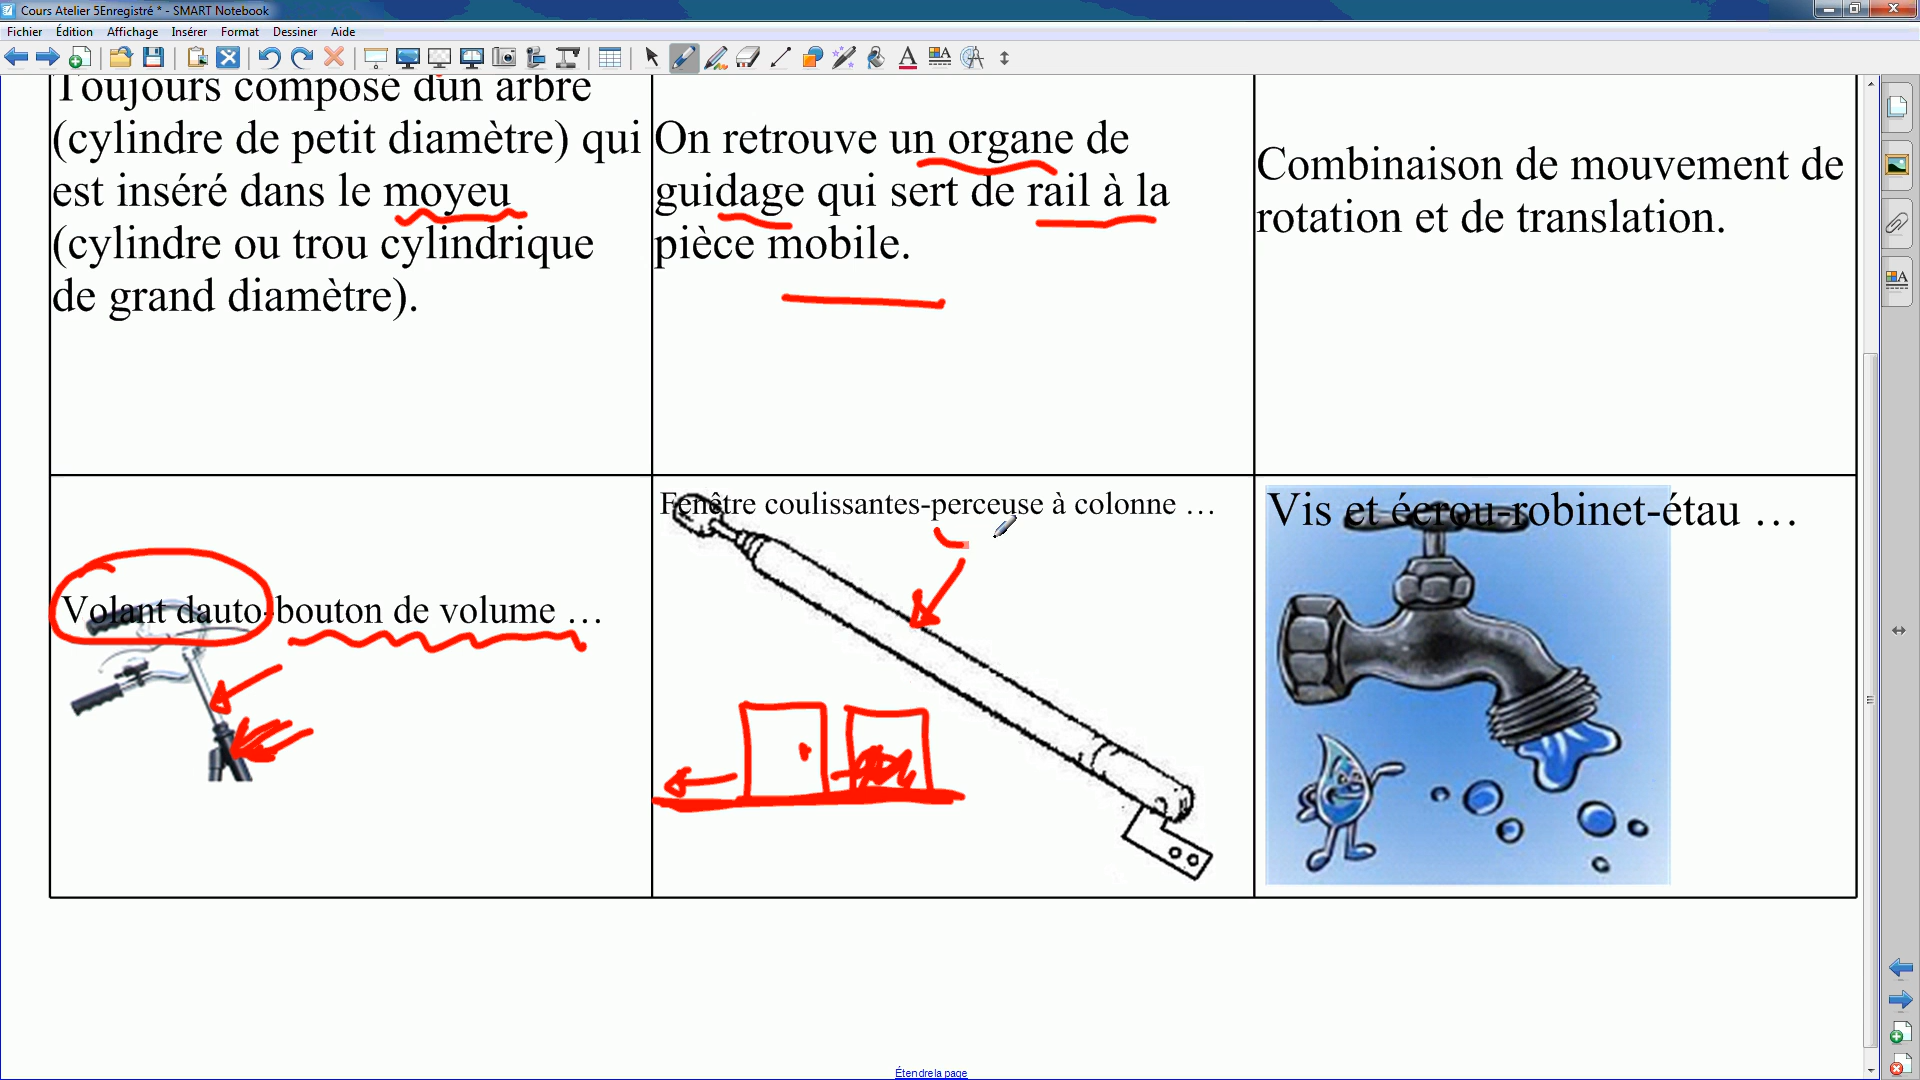 Cours Atelier 5Enregistré * - SMART Notebook
Fichier Édition Affichage Insérer Format Dessiner Aide
Toujours composé dun arbre
(cylindre de petit diamètre) qui
est inséré dans le moyeu
(cylindre ou trou cylindrique
de grand diamètre).
On retrouve un organe de
guidage qui sert de rail à la
pièce mobile.
Combinaison de mouvement de
rotation et de translation.
Volant dauto-bouton de volume …
Fenêtre coulissantes-perceuse à colonne …
Vis et écrou-robinet-étau …
Étendre la page